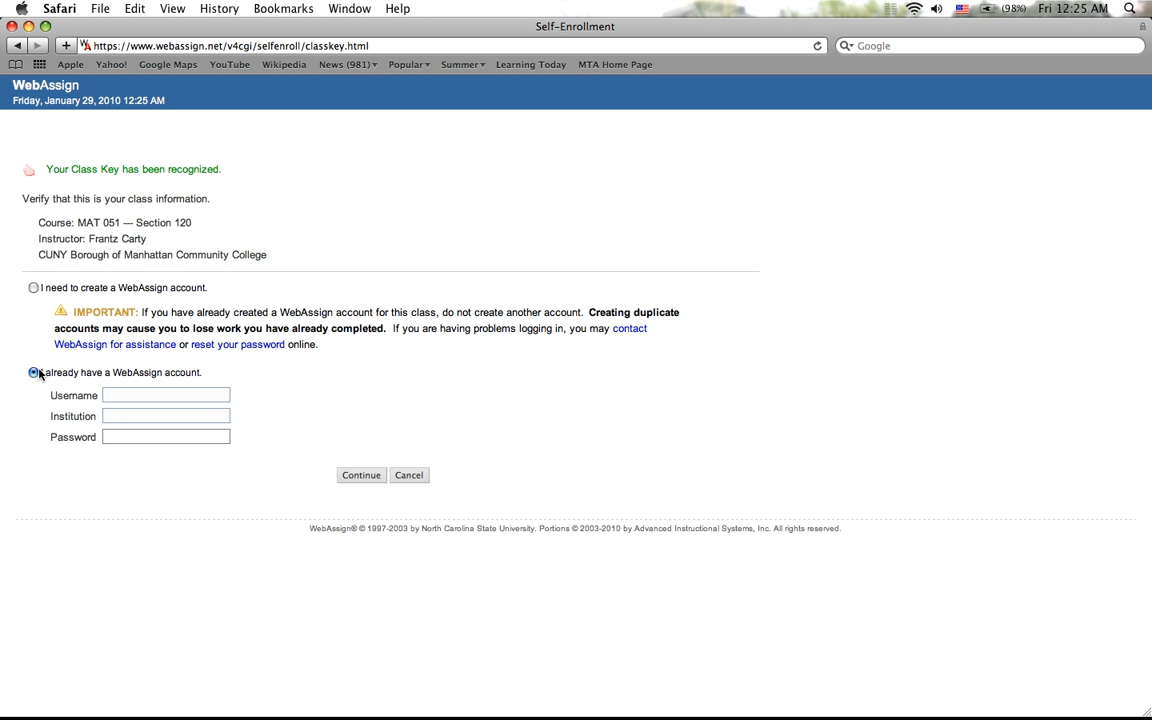 Safari File Edit View History Bookmarks Window Help (98%) Fri 12:25 AM
Self-Enrollment
https://www.webassign.net/v4cgi/selfenroll/classkey.html Google
Apple Yahoo! Google Maps YouTube Wikipedia News (981)▾ Popular▾ Summer▾ Learning Today MTA Home Page
WebAssign
Friday, January 29, 2010 12:25 AM
Your Class Key has been recognized.
Verify that this is your class information.
Course: MAT 051 --- Section 120
Instructor: Frantz Carty
CUNY Borough of Manhattan Community College
I need to create a WebAssign account.
IMPORTANT: If you have already created a WebAssign account for this class, do not create another account. Creating duplicate
accounts may cause you to lose work you have already completed. If you are having problems logging in, you may contact
WebAssign for assistance or reset your password online.
I already have a WebAssign account.
Username
Institution
Password
Continue Cancel
WebAssign® © 1997-2003 by North Carolina State University. Portions © 2003-2010 by Advanced Instructional Systems, Inc. All rights reserved.